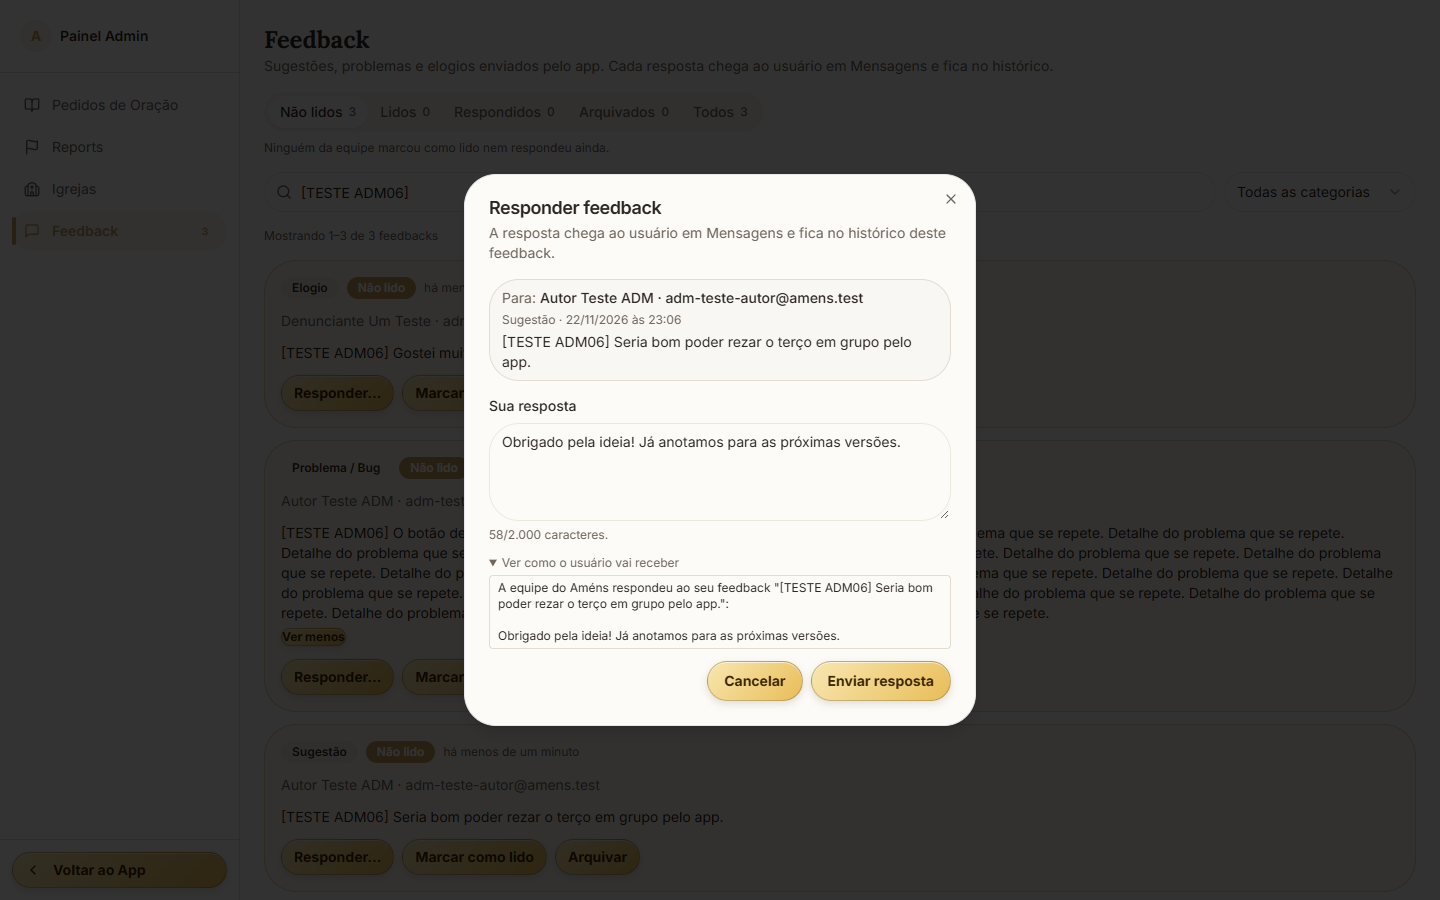 A
Painel Admin
Pedidos de Oração
Reports
Igrejas
Feedback 3
Voltar ao App
Feedback
Sugestões, problemas e elogios enviados pelo app. Cada resposta chega ao usuário em Mensagens e fica no histórico.
Não lidos 3 Lidos 0 Respondidos 0 Arquivados 0 Todos 3
Ninguém da equipe marcou como lido nem respondeu ainda.
[TESTE ADM06]
Todas as categorias
Mostrando 1–3 de 3 feedbacks
Elogio Não lido há mer
Denunciante Um Teste · adr
[TESTE ADM06] Gostei mui
Responder... Marcar
Problema / Bug Não lido
Autor Teste ADM · adm-test
[TESTE ADM06] O botão de
ema que se repete. Detalhe do problema que se repete.
Detalhe do problema que se
ete. Detalhe do problema que se repete. Detalhe do problema
que se repete. Detalhe do p
ma que se repete. Detalhe do problema que se repete. Detalhe
do problema que se repete.
. Detalhe do problema que se repete. Detalhe do problema que se
repete. Detalhe do problem
e se repete.
Ver menos
Responder... Marcar
Sugestão Não lido há menos de um minuto
Autor Teste ADM · adm-teste-autor@amens.test
[TESTE ADM06] Seria bom poder rezar o terço em grupo pelo app.
Responder... Marcar como lido Arquivar
Responder feedback
A resposta chega ao usuário em Mensagens e fica no histórico deste
feedback.
Para: Autor Teste ADM · adm-teste-autor@amens.test
Sugestão · 22/11/2026 às 23:06
[TESTE ADM06] Seria bom poder rezar o terço em grupo pelo
app.
Sua resposta
Obrigado pela ideia! Já anotamos para as próximas versões.
58/2.000 caracteres.
▼ Ver como o usuário vai receber
A equipe do Améns respondeu ao seu feedback "[TESTE ADM06] Seria bom
poder rezar o terço em grupo pelo app.":
Obrigado pela ideia! Já anotamos para as próximas versões.
Cancelar Enviar resposta